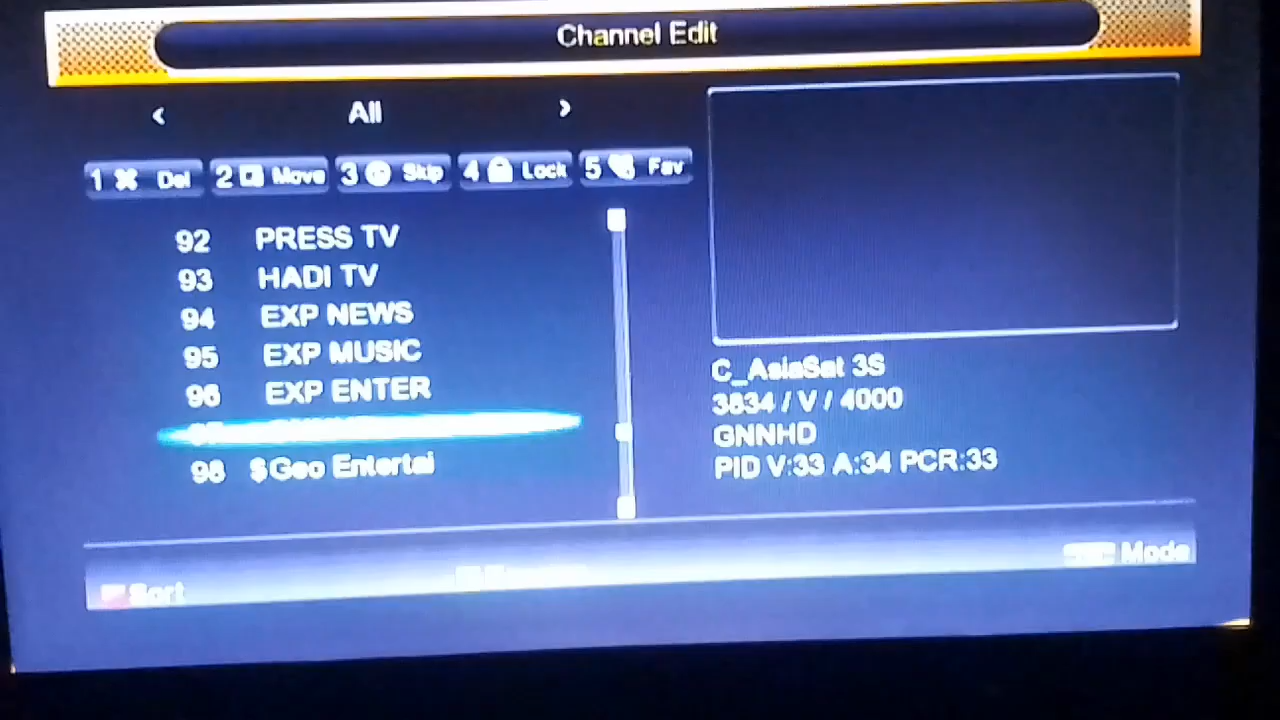 Channel Edit
< All >
1 Del 2 Move 3 Skip 4 Lock 5 Fav
92 PRESS TV
93 HADI TV
94 EXP NEWS
95 EXP MUSIC
96 EXP ENTER
98 $Geo Entertai
C_AsiaSat 3S
3834 / V / 4000
GNNHD
PID V:33 A:34 PCR:33
Sort
Mode